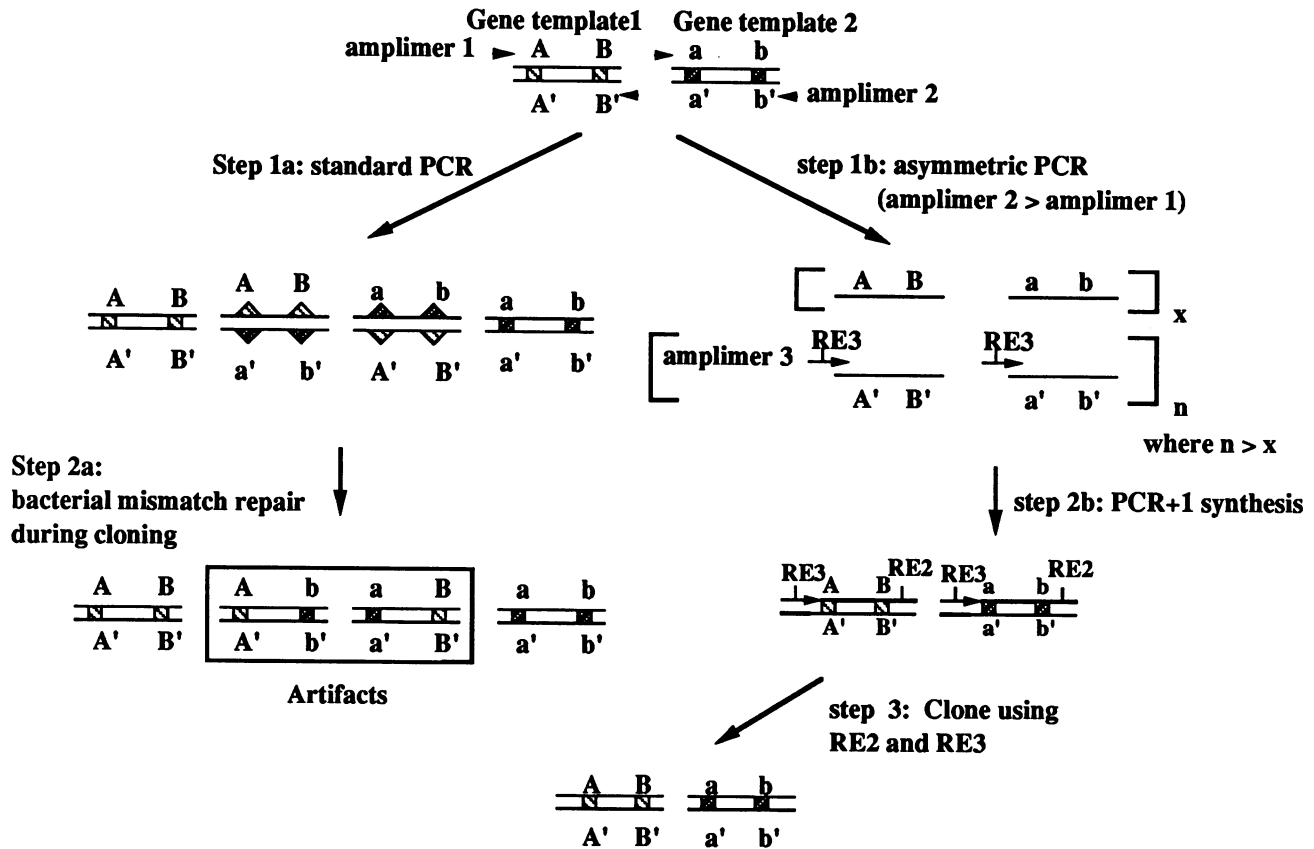 Gene template1 Gene template 2
amplimer 1 A B a b
A' B' a' b' amplimer 2
Step 1a: standard PCR
step 1b: asymmetric PCR
(amplimer 2 > amplimer 1)
A B A B a b a b
A' B' a' b' A' B' a' b'
A B a b
x
amplimer 3 RE3 RE3
A' B' a' b'
n
where n > x
Step 2a:
bacterial mismatch repair
during cloning
step 2b: PCR+1 synthesis
A B A b a B a b
A' B' A' b' a' B' a' b'
Artifacts
RE3 A B RE2 RE3 a b RE2
A' B' a' b'
step 3: Clone using
RE2 and RE3
A B a b
A' B' a' b'